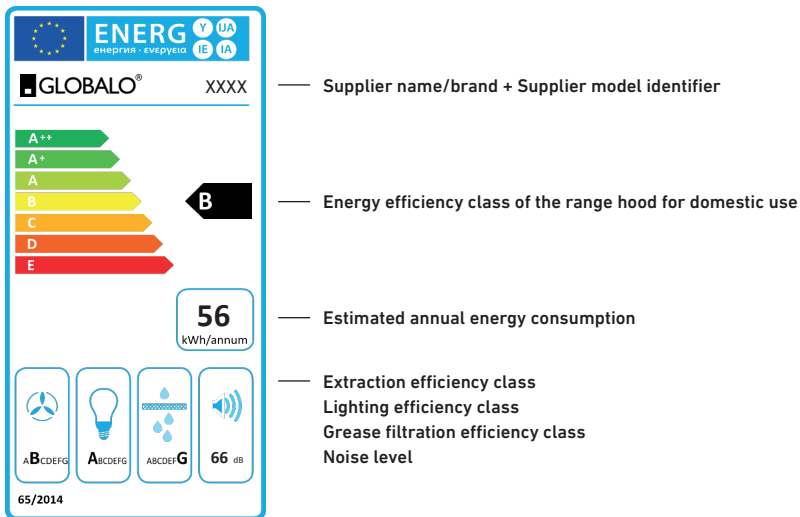 ENERG Y IJA
енергия · ενεργεια IE IA
GLOBALO® XXXX
Supplier name/brand + Supplier model identifier
A++
A+
A
B
C
D
E
B
Energy efficiency class of the range hood for domestic use
56
kWh/annum
Estimated annual energy consumption
Extraction efficiency class
Lighting efficiency class
Grease filtration efficiency class
Noise level
ABCDEFG
ABCDEFG
ABCDEFG
66 dB
65/2014